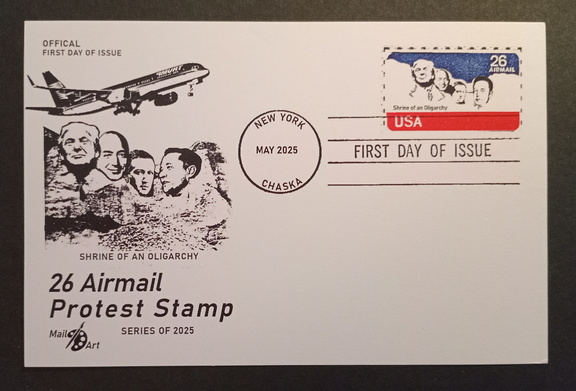 OFFICAL
FIRST DAY OF ISSUE
SHRINE OF AN OLIGARCHY
26 Airmail
Protest Stamp
SERIES OF 2025
Mail Art
NEW YORK
MAY 2025
CHASKA
26
AIRMAIL
Shrine of an Oligarchy
USA
FIRST DAY OF ISSUE